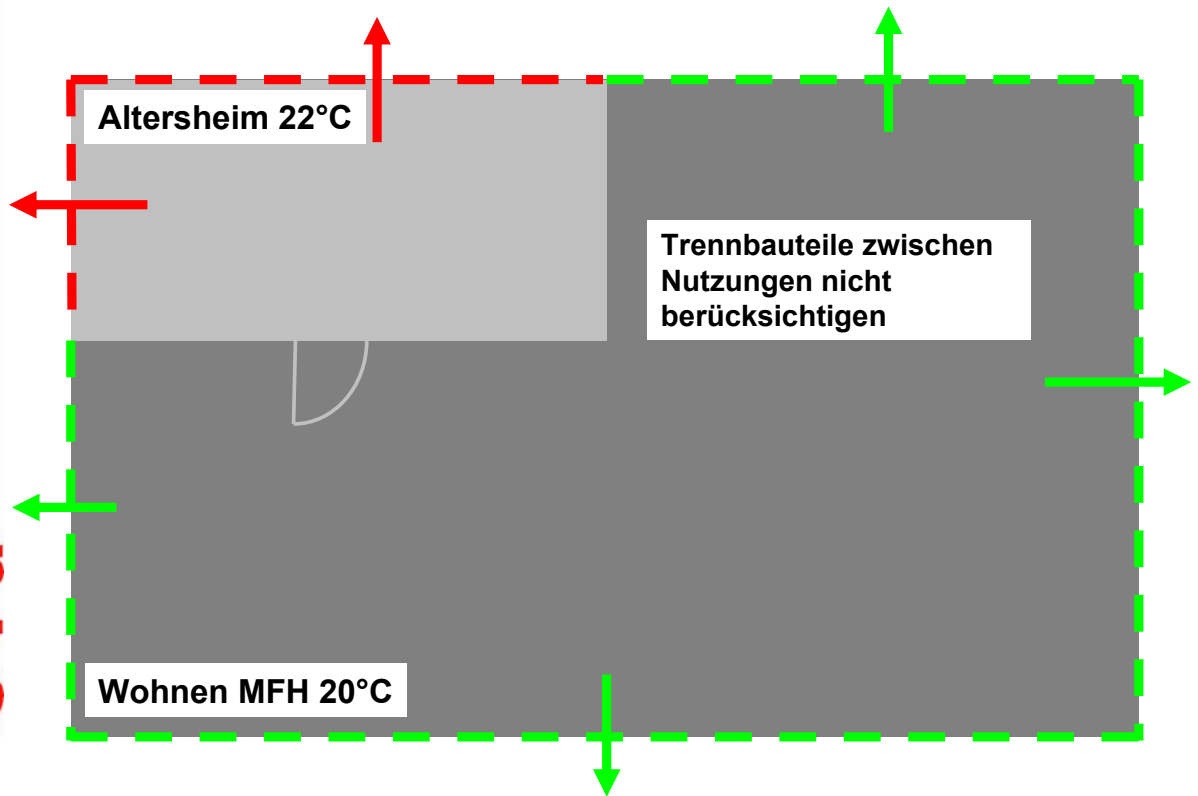 Altersheim 22°C
Trennbauteile zwischen
Nutzungen nicht
berücksichtigen
Wohnen MFH 20°C